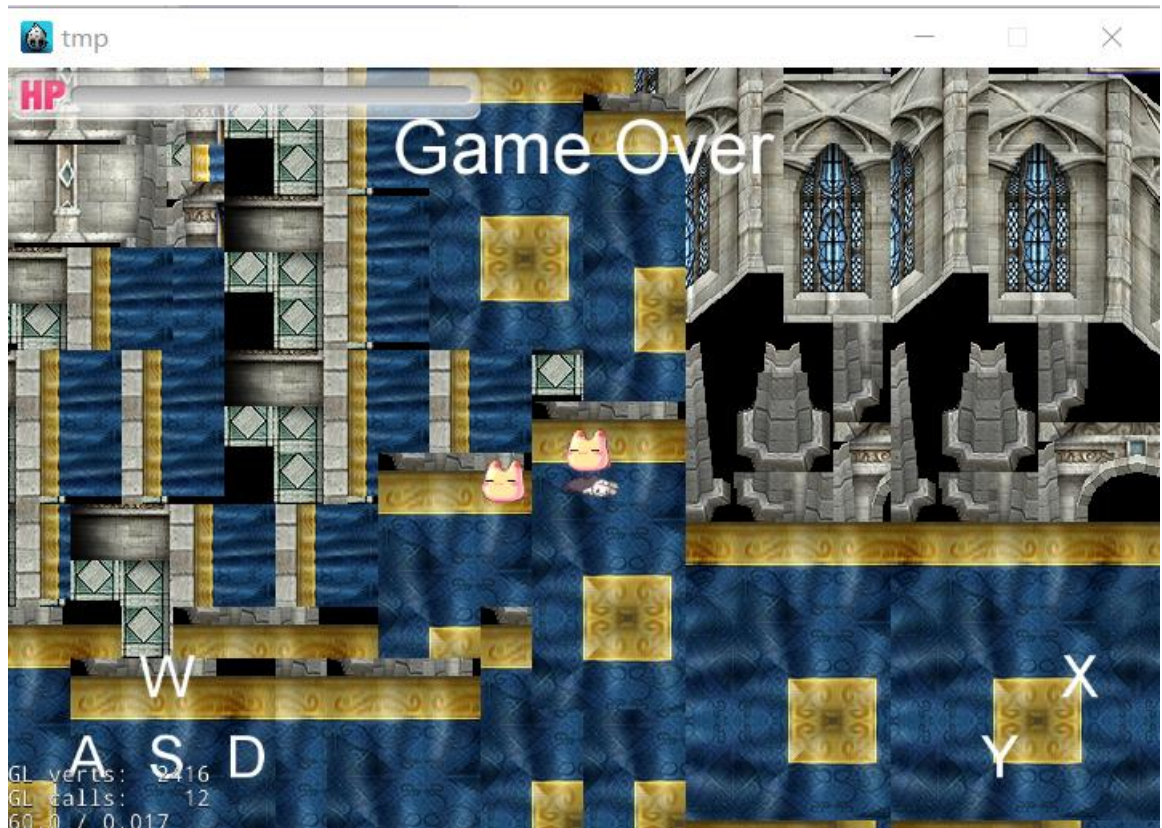 tmp
HP
Game Over
W
X
A S D
Y
GL verts: 2416
GL calls: 12
60.0 / 0.017